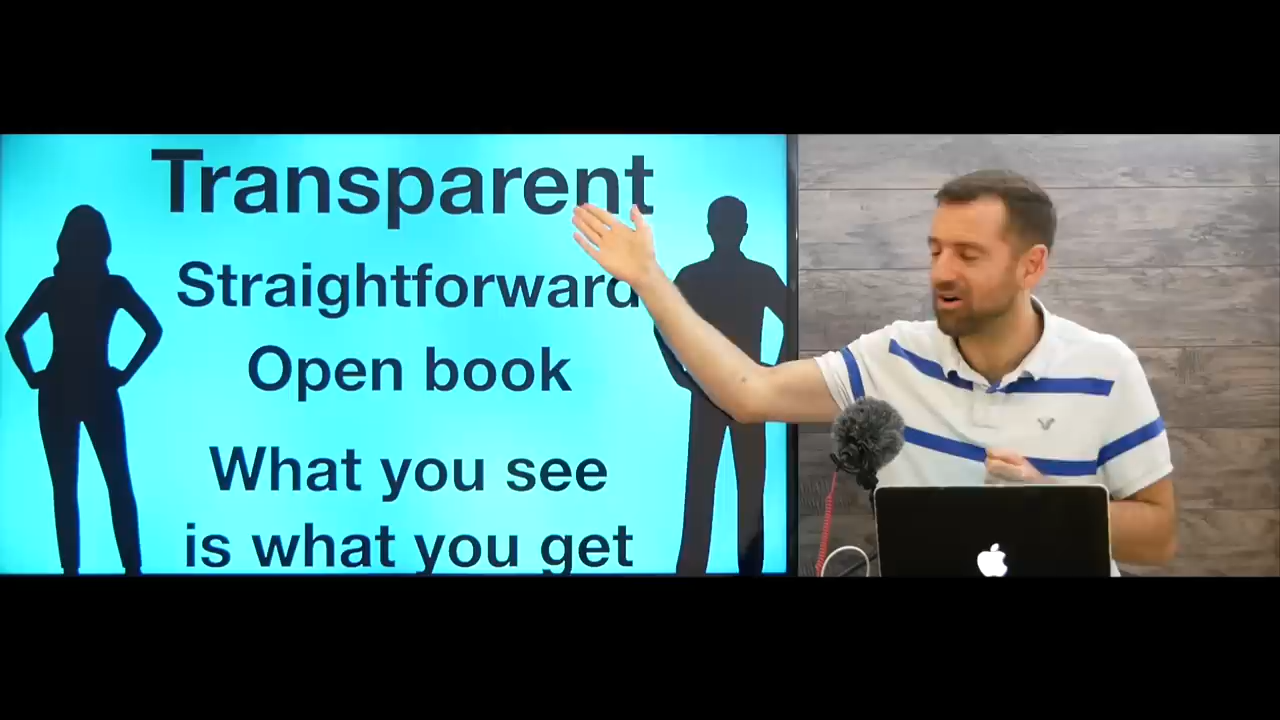 Transparent
Straightforward
Open book
What you see
is what you get